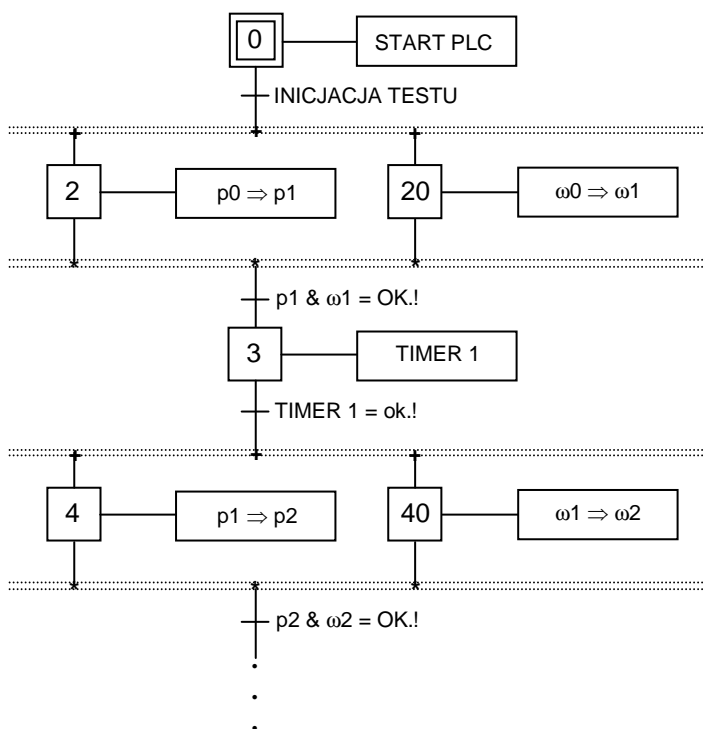 0 START PLC
INICJACJA TESTU
2 p0 ⇒ p1 20 ω0 ⇒ ω1
p1 & ω1 = OK.!
3 TIMER 1
TIMER 1 = ok.!
4 p1 ⇒ p2 40 ω1 ⇒ ω2
p2 & ω2 = OK.!